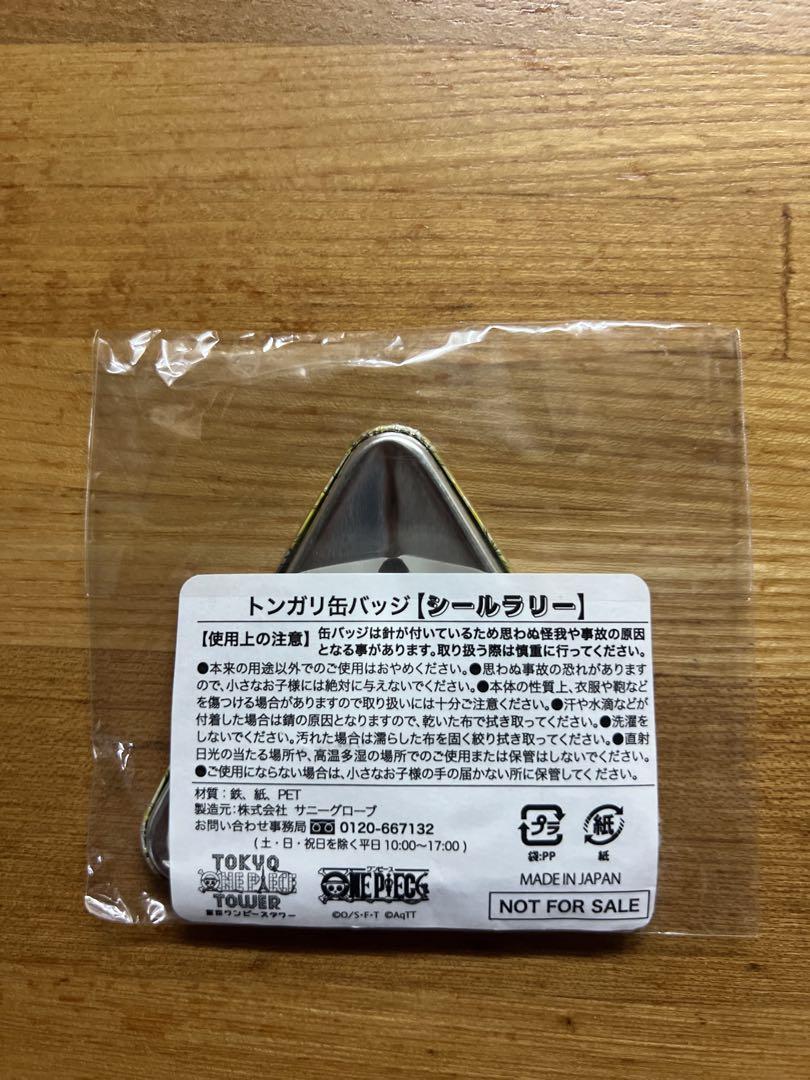 トンガリ缶バッジ【シールラリー】
【使用上の注意】缶バッジは針が付いているため思わぬ怪我や事故の原因
となる事があります。取り扱う際は慎重に行ってください。
●本来の用途以外でのご使用はおやめください。●思わぬ事故の恐れがあります
ので、小さなお子様には絶対に与えないでください。●本体の性質上、衣服や鞄など
を傷つける場合がありますので取り扱いには十分ご注意ください。●汗や水滴などが
付着した場合は錆の原因となりますので、乾いた布で拭き取ってください。●洗濯を
しないでください。汚れた場合は濡らした布を固く絞り拭き取ってください。●直射
日光の当たる場所や、高温多湿の場所でのご使用または保管はしないでください。
●ご使用にならない場合は、小さなお子様の手の届かない所に保管してください。
材質：鉄、紙、PET
製造元：株式会社 サニーグローブ
お問い合わせ事務局 0120-667132
(土・日・祝日を除く平日 10:00〜17:00)
プラ
袋:PP
紙
紙
MADE IN JAPAN
NOT FOR SALE
TOKYO
ONE PIECE
TOWER
東京ワンピースタワー
ワンピース
ONE PIECE
©O/S・F・T ©AqTT